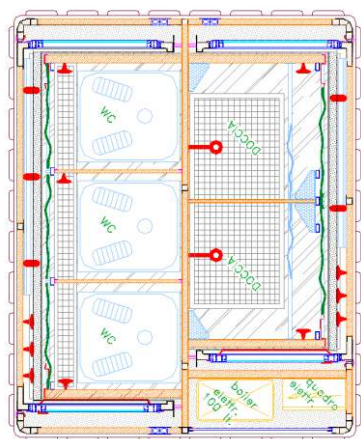 WC
DOCCIA
WC
DOCCIA
WC
boiler
elettr.
100 lt.
quadro
elettr.